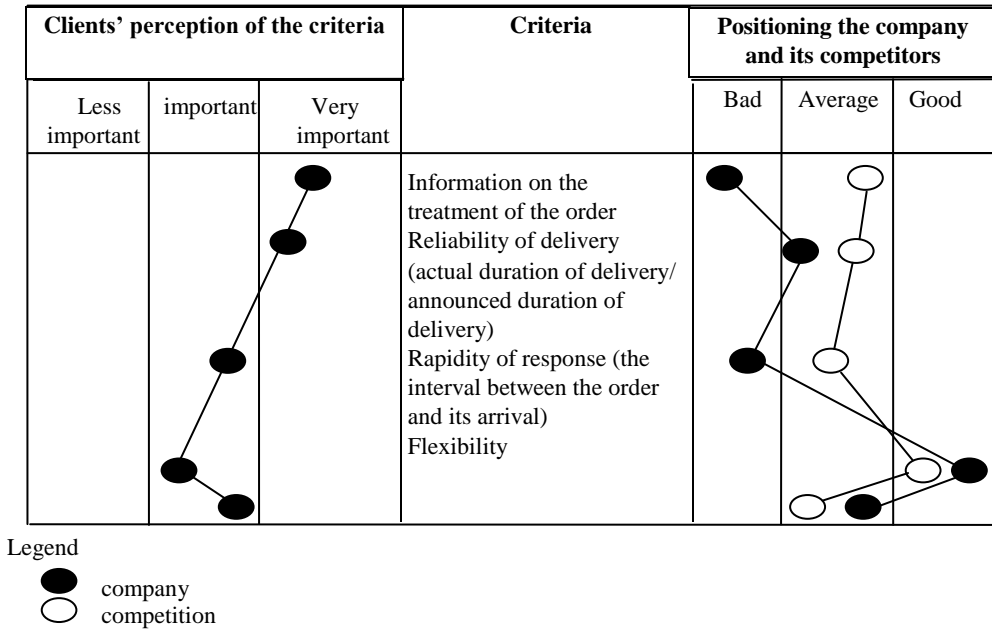 Clients’ perception of the criteria
Criteria
Positioning the company
and its competitors
Less
important
important
Very
important
Bad
Average
Good
Information on the
treatment of the order
Reliability of delivery
(actual duration of delivery/
announced duration of
delivery)
Rapidity of response (the
interval between the order
and its arrival)
Flexibility
Legend
company
competition